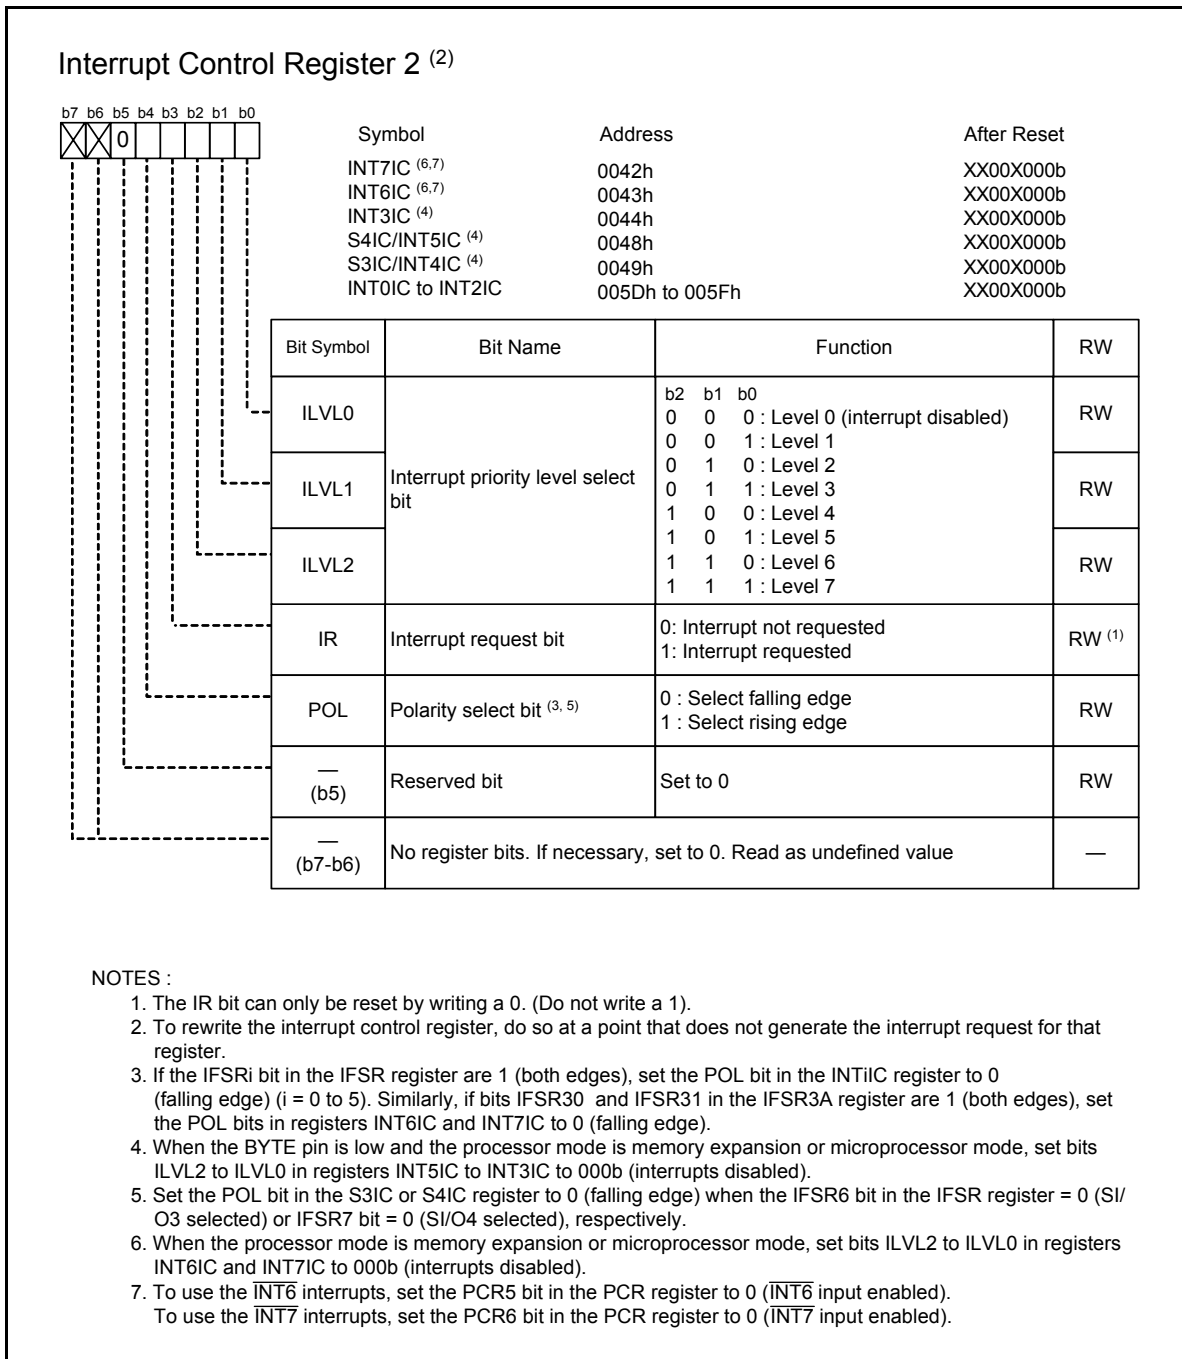 Interrupt Control Register 2 (2)
b7 b6 b5 b4 b3 b2 b1 b0
0
Symbol Address After Reset
INT7IC (6,7) 0042h XX00X000b
INT6IC (6,7) 0043h XX00X000b
INT3IC (4) 0044h XX00X000b
S4IC/INT5IC (4) 0048h XX00X000b
S3IC/INT4IC (4) 0049h XX00X000b
INT0IC to INT2IC 005Dh to 005Fh XX00X000b
Bit Symbol Bit Name Function RW
ILVL0 RW
ILVL1 RW
ILVL2 RW
Interrupt priority level select
bit
b2 b1 b0
0 0 0 : Level 0 (interrupt disabled)
0 0 1 : Level 1
0 1 0 : Level 2
0 1 1 : Level 3
1 0 0 : Level 4
1 0 1 : Level 5
1 1 0 : Level 6
1 1 1 : Level 7
IR Interrupt request bit RW (1)
0: Interrupt not requested
1: Interrupt requested
POL Polarity select bit (3, 5) RW
0 : Select falling edge
1 : Select rising edge
—
(b5) Reserved bit Set to 0 RW
—
(b7-b6) No register bits. If necessary, set to 0. Read as undefined value —
NOTES :
1. The IR bit can only be reset by writing a 0. (Do not write a 1).
2. To rewrite the interrupt control register, do so at a point that does not generate the interrupt request for that
register.
3. If the IFSRi bit in the IFSR register are 1 (both edges), set the POL bit in the INTiIC register to 0
(falling edge) (i = 0 to 5). Similarly, if bits IFSR30 and IFSR31 in the IFSR3A register are 1 (both edges), set
the POL bits in registers INT6IC and INT7IC to 0 (falling edge).
4. When the BYTE pin is low and the processor mode is memory expansion or microprocessor mode, set bits
ILVL2 to ILVL0 in registers INT5IC to INT3IC to 000b (interrupts disabled).
5. Set the POL bit in the S3IC or S4IC register to 0 (falling edge) when the IFSR6 bit in the IFSR register = 0 (SI/
O3 selected) or IFSR7 bit = 0 (SI/O4 selected), respectively.
6. When the processor mode is memory expansion or microprocessor mode, set bits ILVL2 to ILVL0 in registers
INT6IC and INT7IC to 000b (interrupts disabled).
7. To use the INT6 interrupts, set the PCR5 bit in the PCR register to 0 (INT6 input enabled).
To use the INT7 interrupts, set the PCR6 bit in the PCR register to 0 (INT7 input enabled).